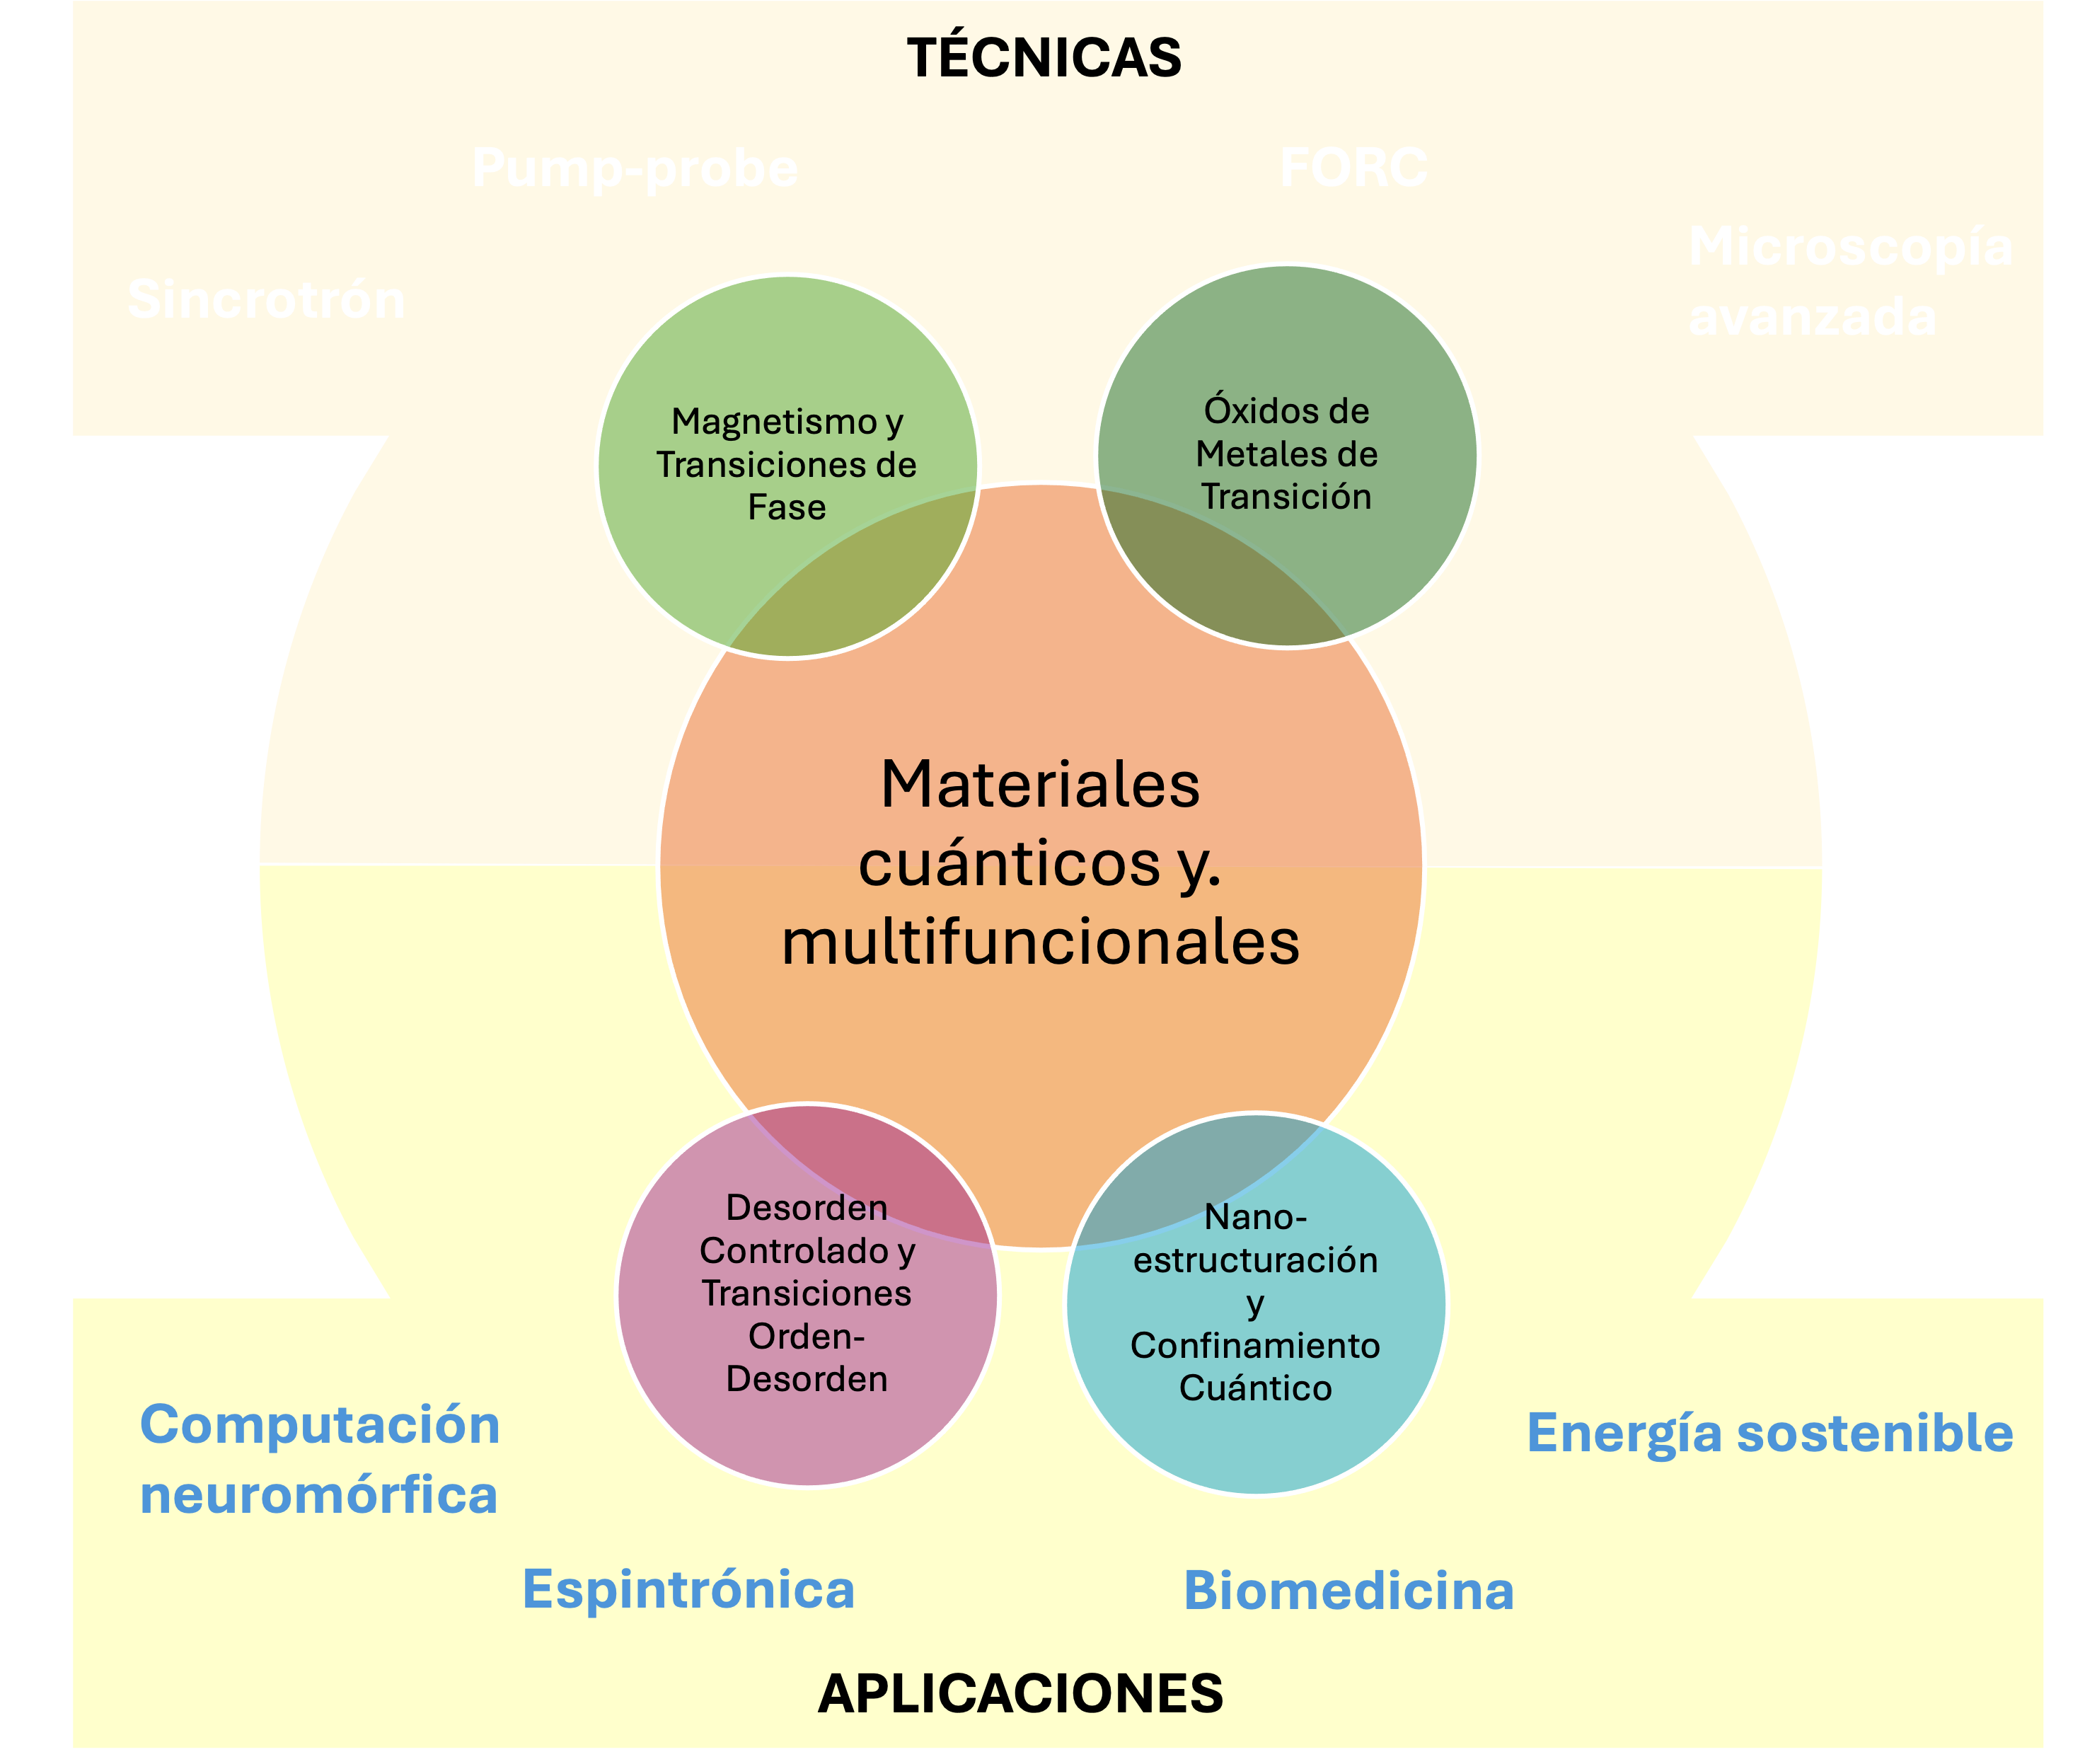 TÉCNICAS
Pump-probe
FORC
Sincrotrón
Microscopía
avanzada
Magnetismo y
Transiciones de
Fase
Óxidos de
Metales de
Transición
Materiales
cuánticos y.
multifuncionales
Desorden
Controlado y
Transiciones
Orden-
Desorden
Nano-
estructuración
y
Confinamiento
Cuántico
Computación
neuromórfica
Energía sostenible
Espintrónica
Biomedicina
APLICACIONES